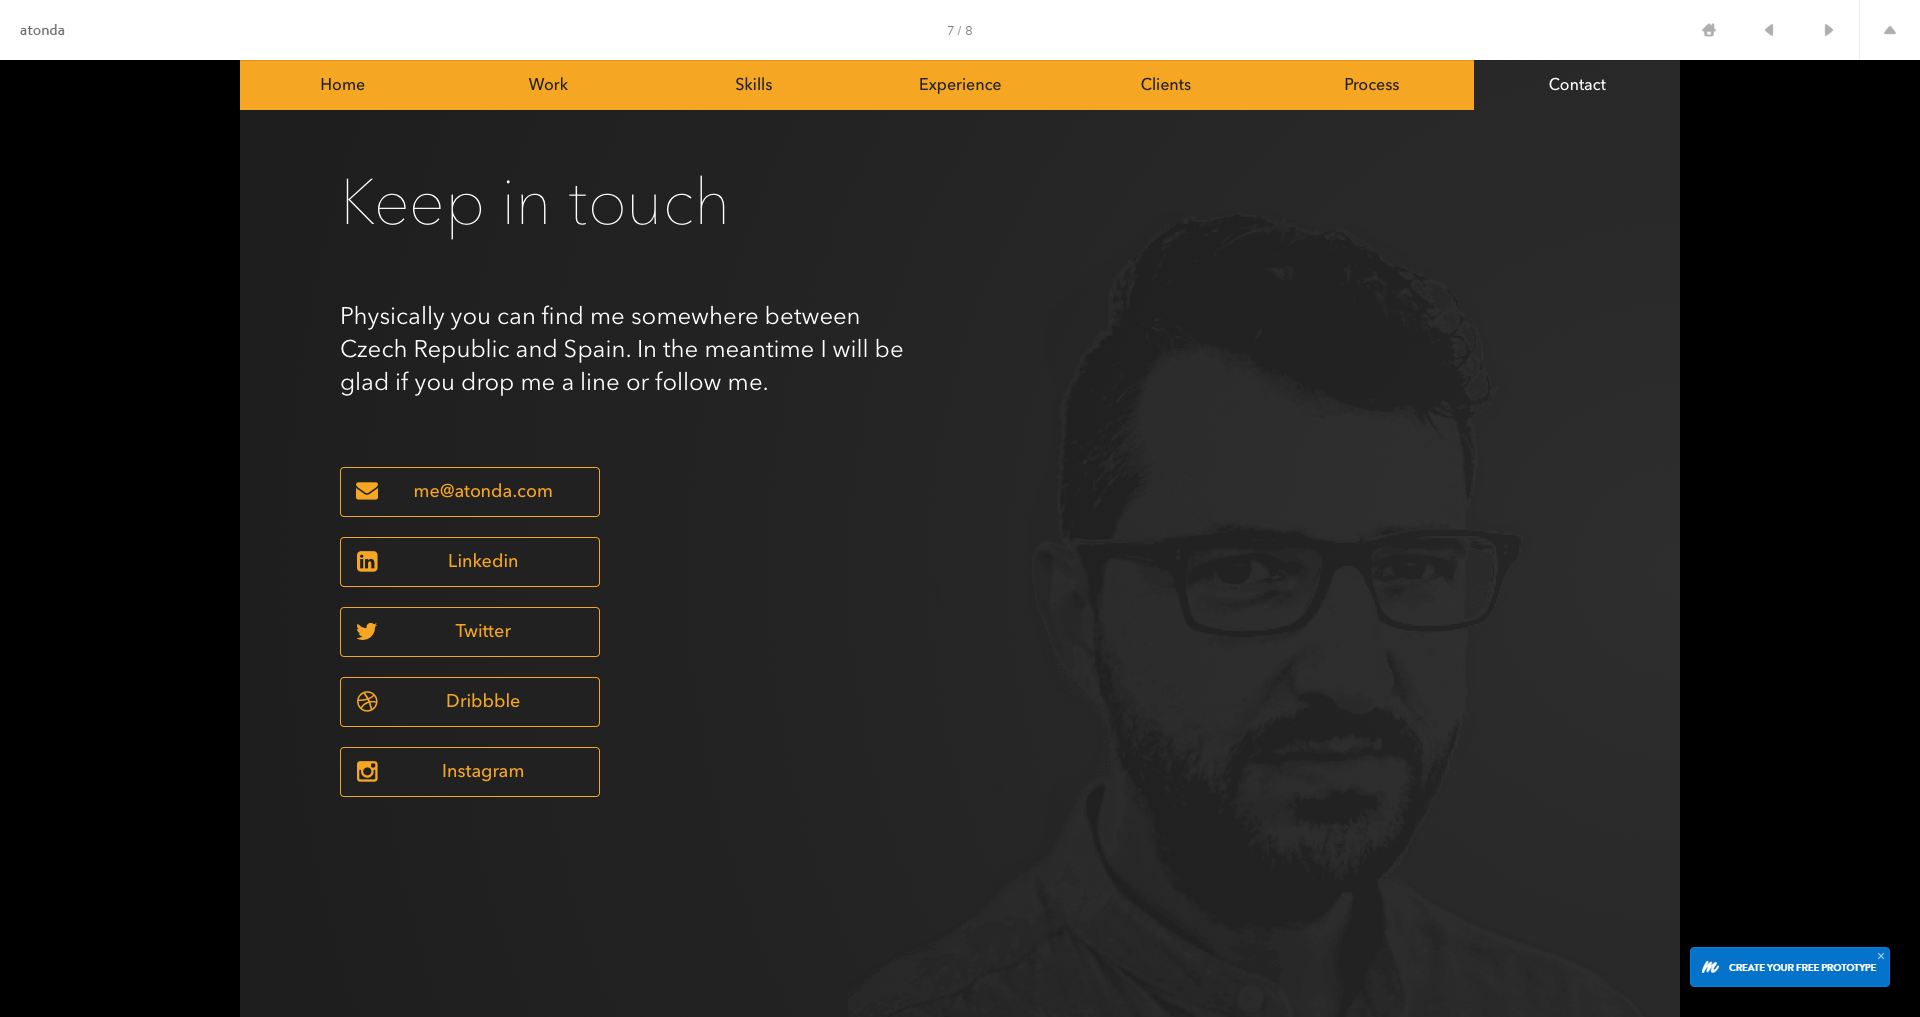 atonda
7 / 8
Home Work Skills Experience Clients Process Contact
Keep in touch
Physically you can find me somewhere between
Czech Republic and Spain. In the meantime I will be
glad if you drop me a line or follow me.
me@atonda.com
Linkedin
Twitter
Dribbble
Instagram
CREATE YOUR FREE PROTOTYPE